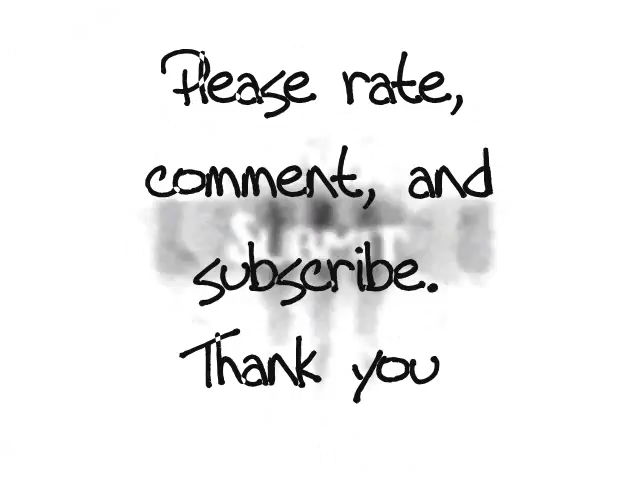 Please rate,
comment, and
subscribe.
Thank you